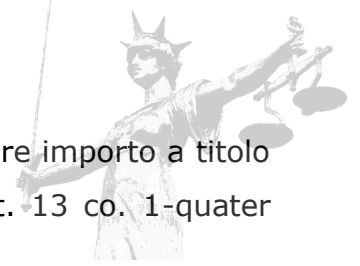 re importo a titolo
t. 13 co. 1-quater